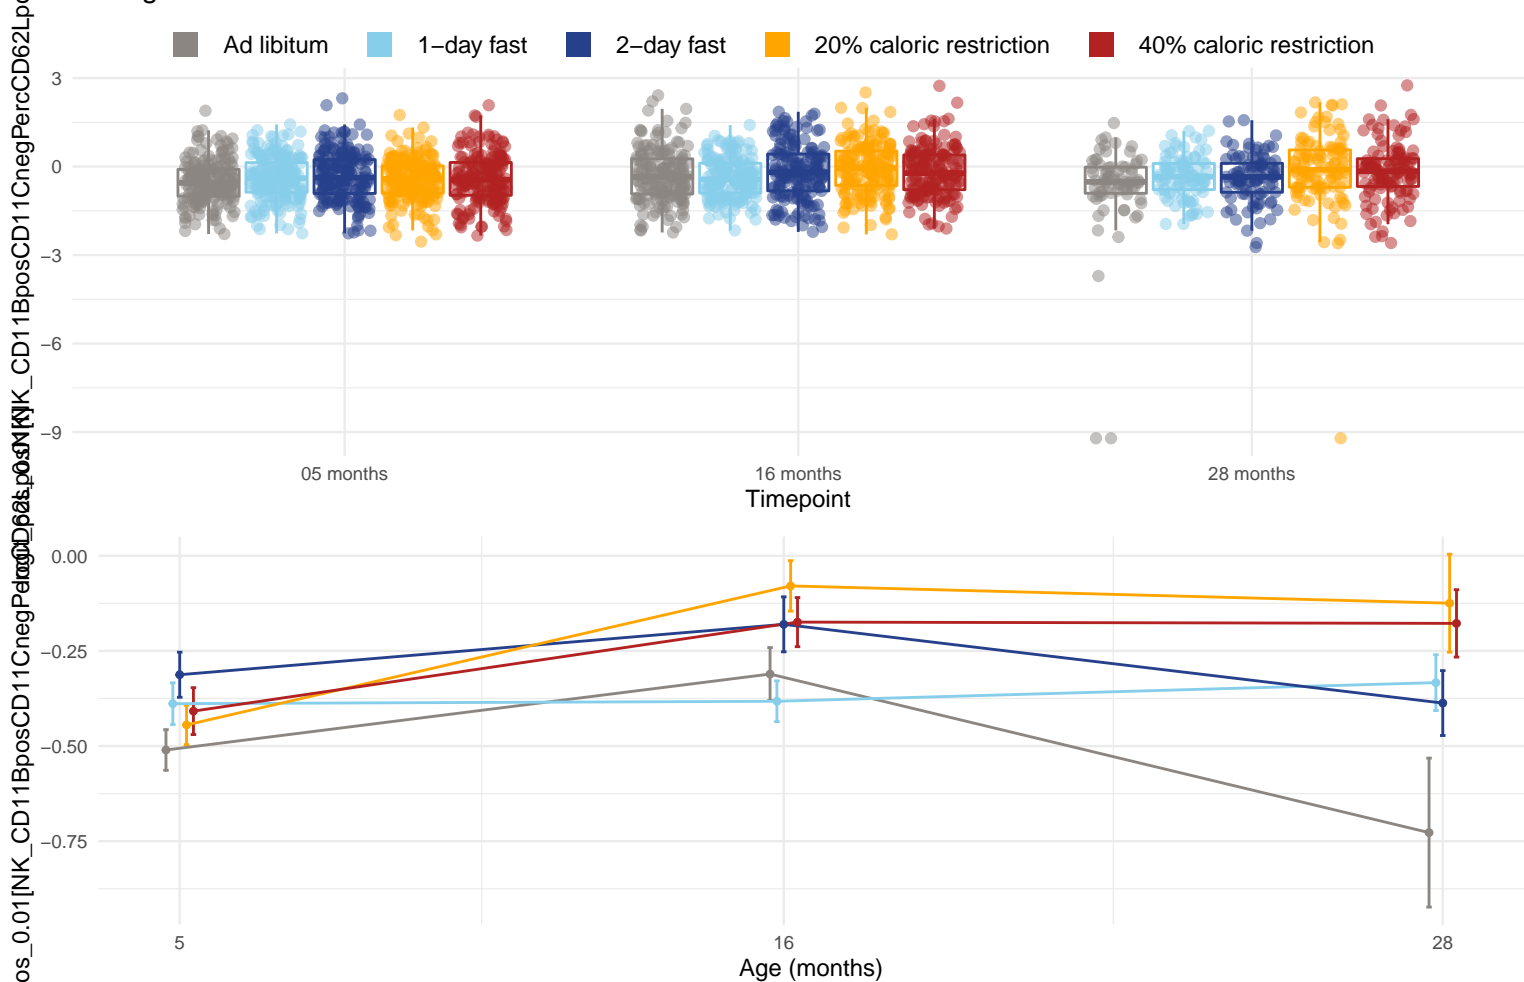 Ad libitum
1−day fast
2−day fast
20% caloric restriction
40% caloric restriction
3
0
−3
−6
−9
05 months
16 months
28 months
Timepoint
0.00
−0.25
−0.50
−0.75
5
16
28
Age (months)